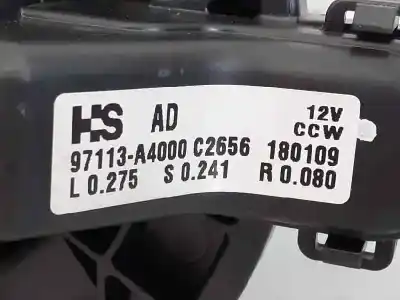 HS AD 12V
CCW
97113-A4000 C2656 180109
L 0.275 S 0.241 R 0.080